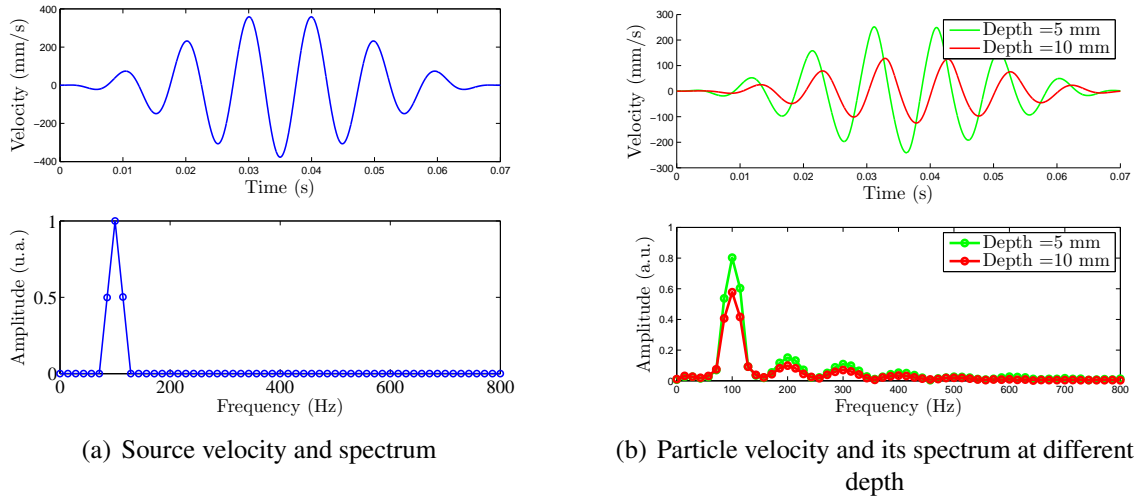 400
200
0
−200
−400
Velocity (mm/s)
0 0.01 0.02 0.03 0.04 0.05 0.06 0.07
Time (s)
1
0.5
0
Amplitude (u.a.)
0 200 400 600 800
Frequency (Hz)
(a) Source velocity and spectrum
300
200
100
0
−100
−200
−300
Velocity (mm/s)
Depth =5 mm
Depth =10 mm
0 0.01 0.02 0.03 0.04 0.05 0.06 0.07
Time (s)
1
0.8
0.6
0.4
0.2
0
Amplitude (a.u.)
Depth =5 mm
Depth =10 mm
0 100 200 300 400 500 600 700 800
Frequency (Hz)
(b) Particle velocity and its spectrum at different
depth